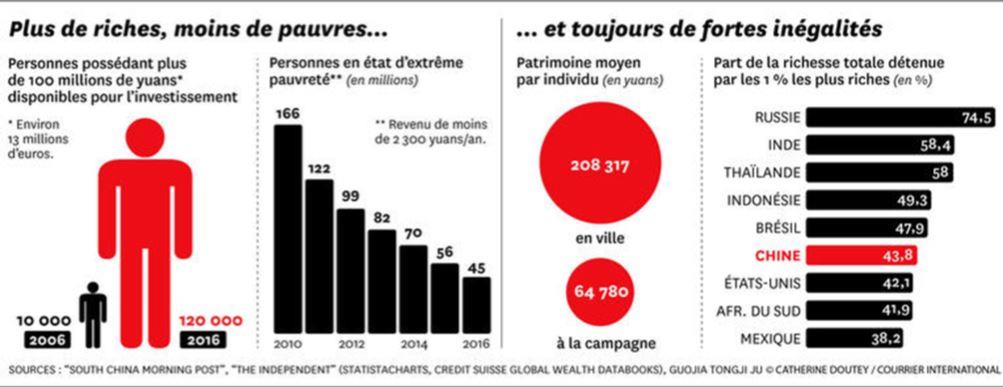 Plus de riches, moins de pauvres...
Personnes possédant plus
de 100 millions de yuans*
disponibles pour l'investissement
* Environ
13 millions
d'euros.
10 000
2006
120 000
2016
Personnes en état d'extrême
pauvreté** (en millions)
** Revenu de moins
de 2 300 yuans/an.
166
122
99
82
70
56
45
2010
2012
2014
2016
... et toujours de fortes inégalités
Patrimoine moyen
par individu (en yuans)
208 317
en ville
64 780
à la campagne
Part de la richesse totale détenue
par les 1 % les plus riches (en %)
RUSSIE 74,5
INDE 58,4
THAÏLANDE 58
INDONÉSIE 49,3
BRÉSIL 47,9
CHINE 43,8
ÉTATS-UNIS 42,1
AFR. DU SUD 41,9
MEXIQUE 38,2
SOURCES : "SOUTH CHINA MORNING POST", "THE INDEPENDENT" (STATISTACHARTS, CREDIT SUISSE GLOBAL WEALTH DATABOOKS), GUOJIA TONGJI JU © CATHERINE DOUTEY / COURRIER INTERNATIONAL